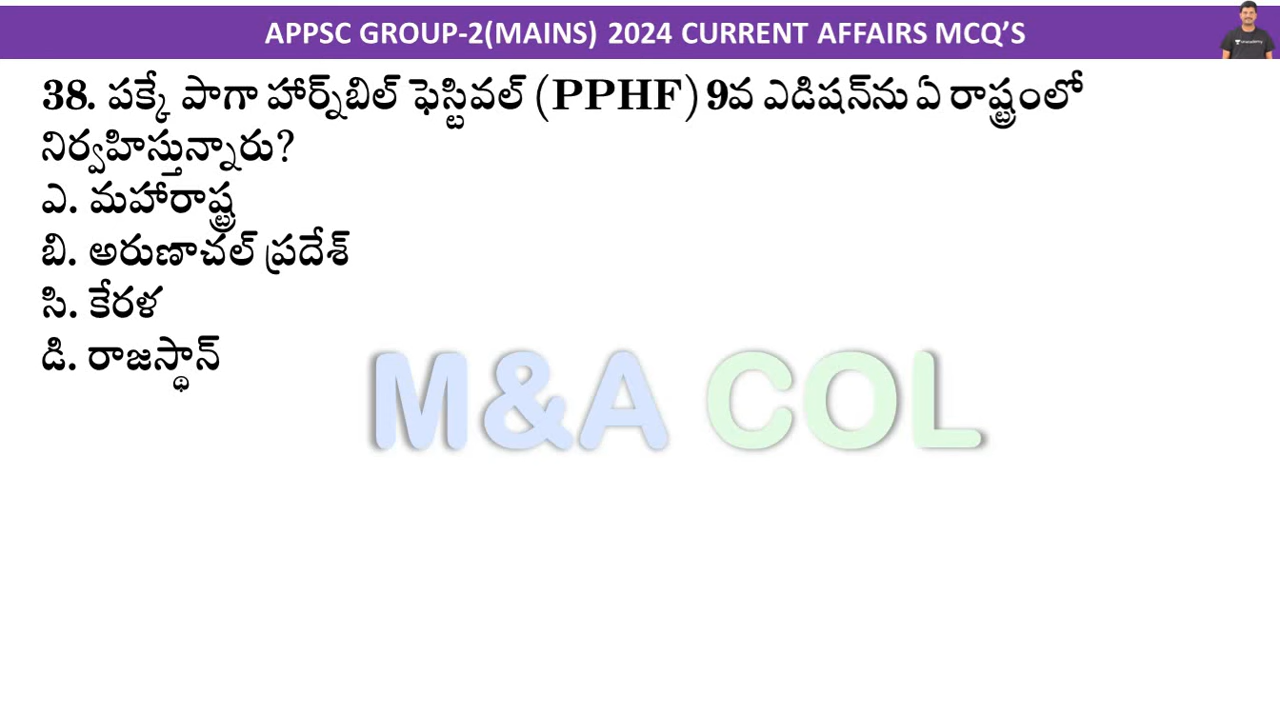 APPSC GROUP-2(MAINS) 2024 CURRENT AFFAIRS MCQ’S
38. పక్కే పాగా హార్న్‌బిల్ ఫెస్టివల్ (PPHF) 9వ ఎడిషన్‌ను ఏ రాష్ట్రంలో
నిర్వహిస్తున్నారు?
ఎ. మహారాష్ట్ర
బి. అరుణాచల్ ప్రదేశ్
సి. కేరళ
డి. రాజస్థాన్
M&A COL